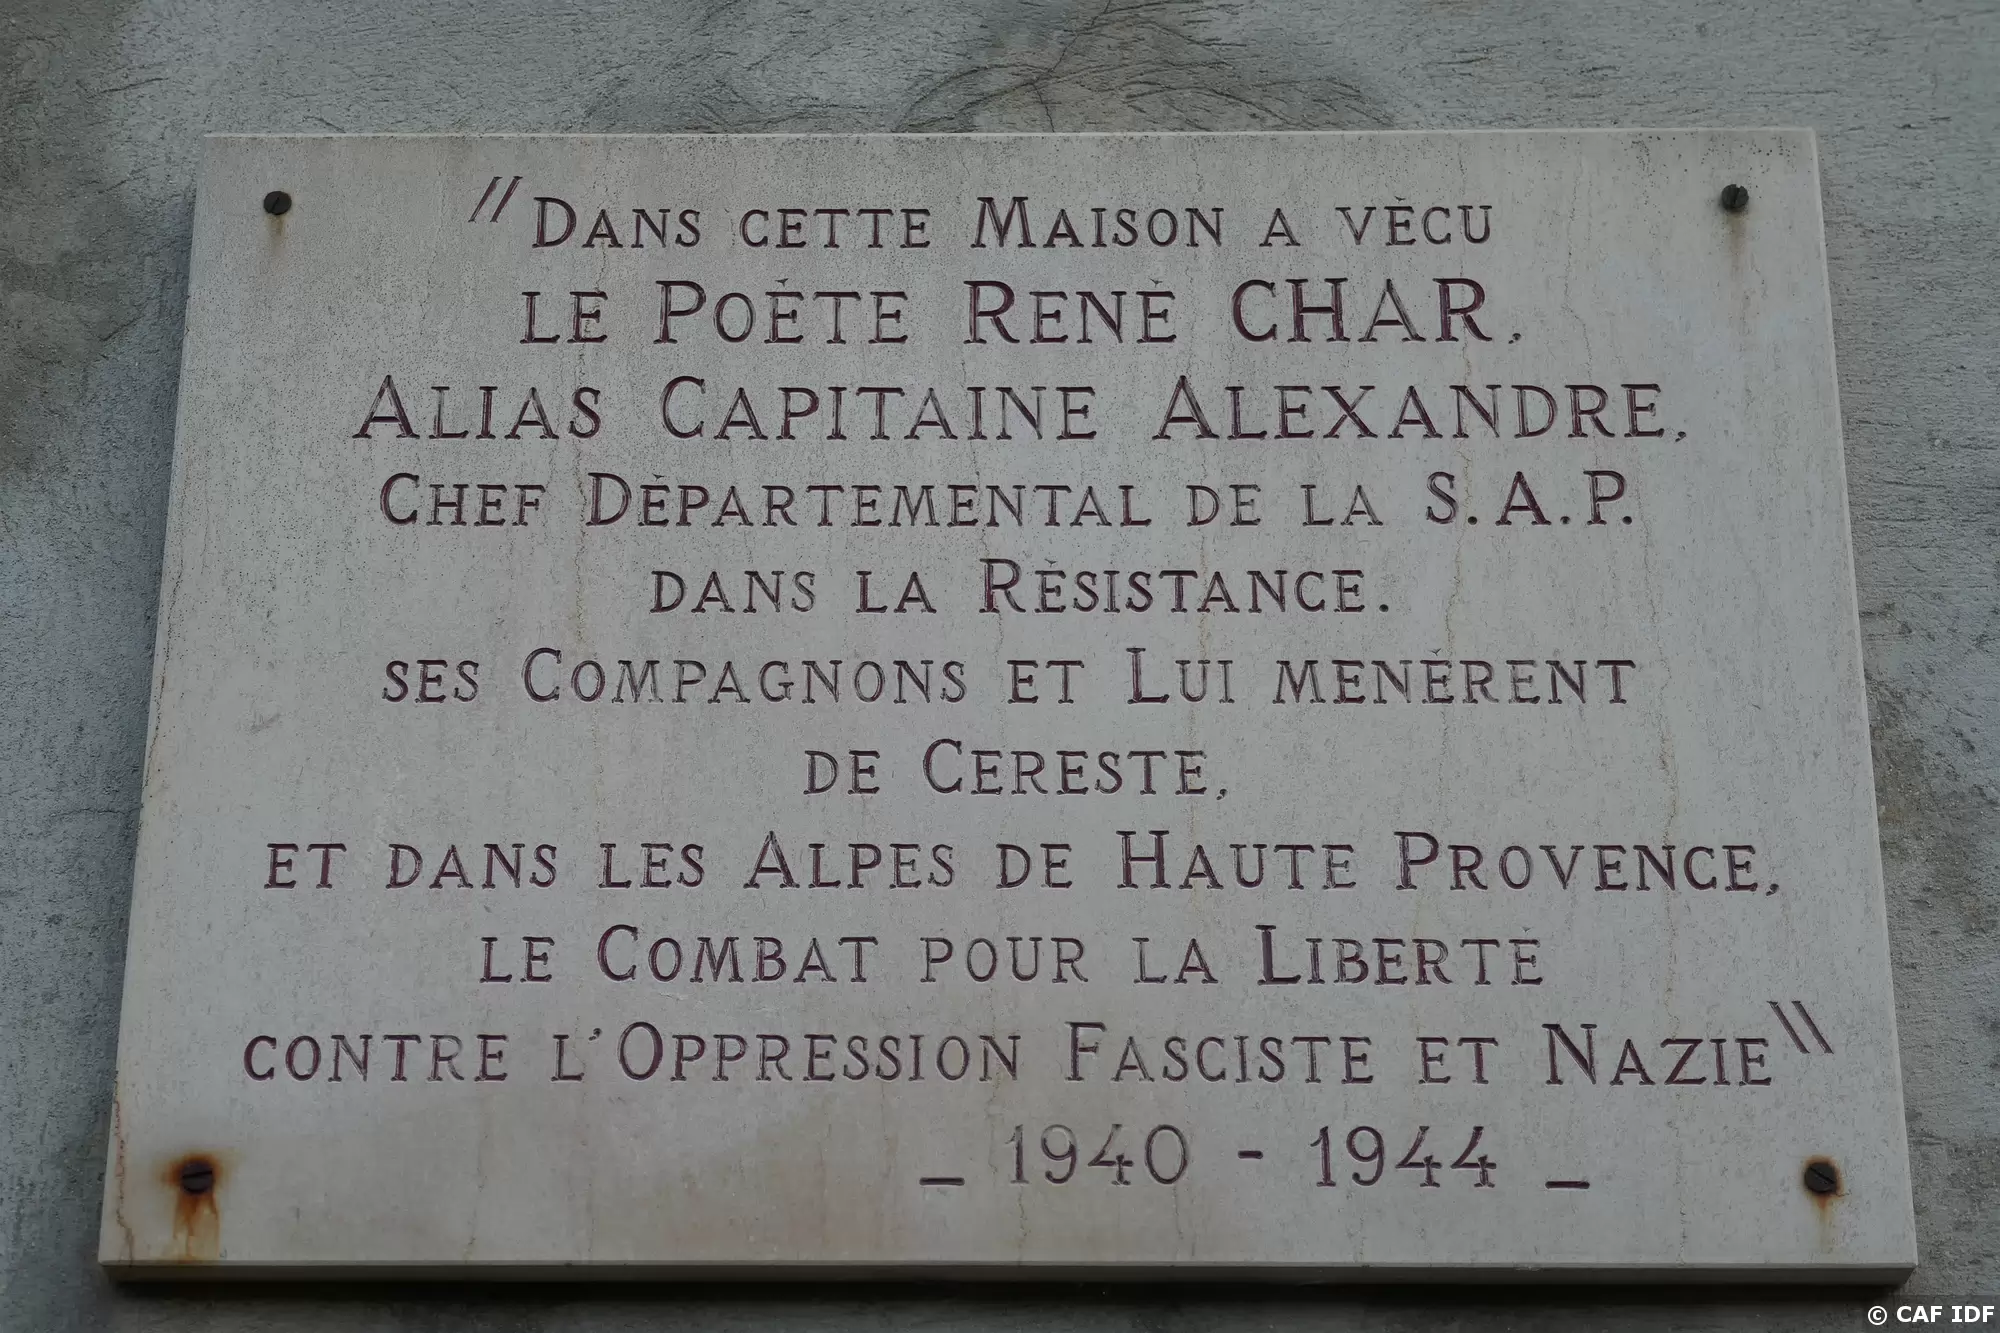 "Dans cette Maison a vécu
le Poéte René CHAR,
Alias Capitaine Alexandre,
Chef Départemental de la S.A.P.
dans la Résistance.
ses Compagnons et Lui menérent
de Cereste,
et dans les Alpes de Haute Provence,
le Combat pour la Liberté
contre l'Oppression Fasciste et Nazie"
_ 1940 - 1944 _
© CAF IDF